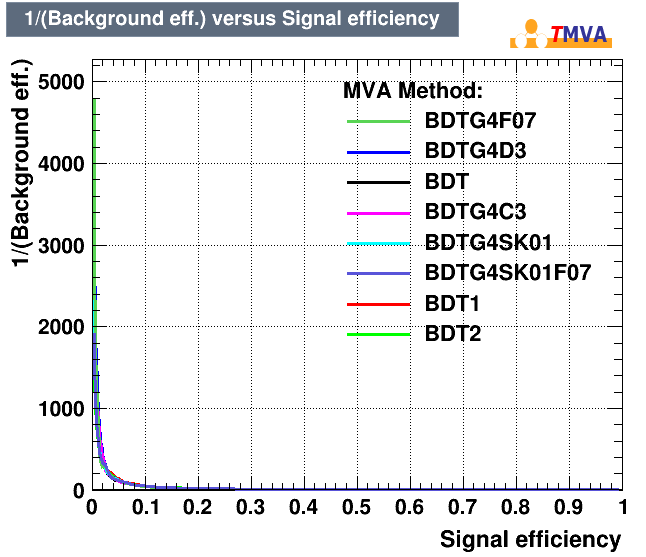 1/(Background eff.) versus Signal efficiency
TMVA
1/(Background eff.)
5000
4000
3000
2000
1000
0
MVA Method:
BDTG4F07
BDTG4D3
BDT
BDTG4C3
BDTG4SK01
BDTG4SK01F07
BDT1
BDT2
0 0.1 0.2 0.3 0.4 0.5 0.6 0.7 0.8 0.9 1
Signal efficiency